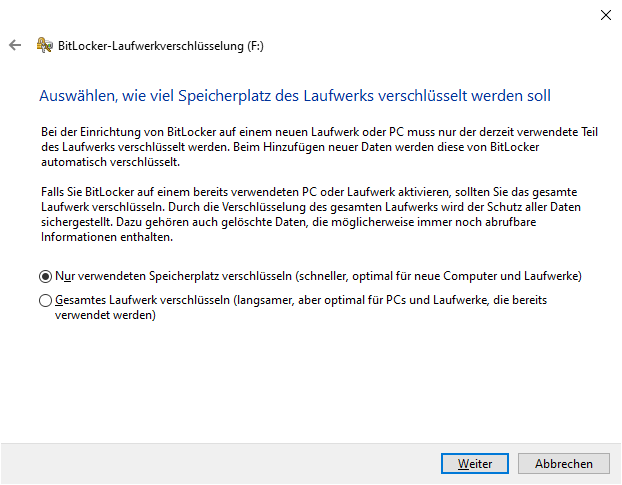 BitLocker-Laufwerkverschlüsselung (F:)
Auswählen, wie viel Speicherplatz des Laufwerks verschlüsselt werden soll
Bei der Einrichtung von BitLocker auf einem neuen Laufwerk oder PC muss nur der derzeit verwendete Teil
des Laufwerks verschlüsselt werden. Beim Hinzufügen neuer Daten werden diese von BitLocker
automatisch verschlüsselt.
Falls Sie BitLocker auf einem bereits verwendeten PC oder Laufwerk aktivieren, sollten Sie das gesamte
Laufwerk verschlüsseln. Durch die Verschlüsselung des gesamten Laufwerks wird der Schutz aller Daten
sichergestellt. Dazu gehören auch gelöschte Daten, die möglicherweise immer noch abrufbare
Informationen enthalten.
Nur verwendeten Speicherplatz verschlüsseln (schneller, optimal für neue Computer und Laufwerke)
Gesamtes Laufwerk verschlüsseln (langsamer, aber optimal für PCs und Laufwerke, die bereits
verwendet werden)
Weiter
Abbrechen